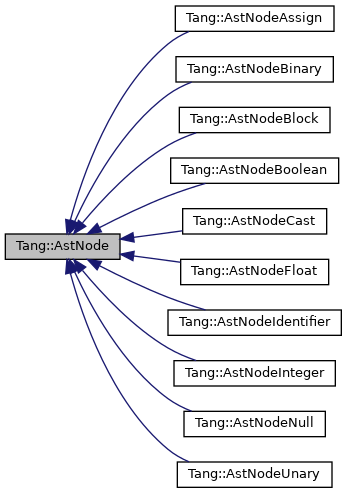 Tang::AstNodeAssign
Tang::AstNodeBinary
Tang::AstNodeBlock
Tang::AstNodeBoolean
Tang::AstNodeCast
Tang::AstNode
Tang::AstNodeFloat
Tang::AstNodeIdentifier
Tang::AstNodeInteger
Tang::AstNodeNull
Tang::AstNodeUnary